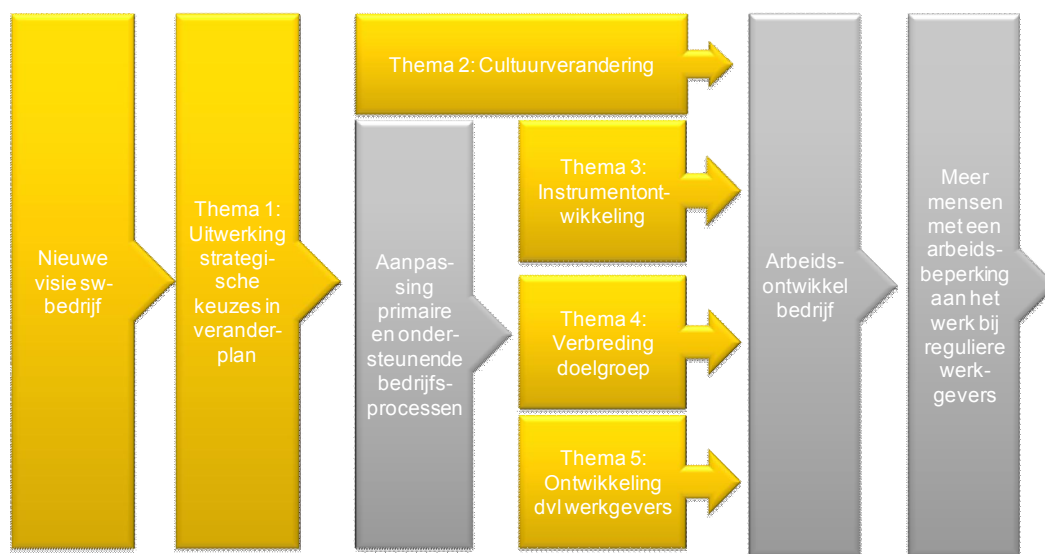 Nieuwe
visie sw-
bedrijf
Thema 1:
Uitwerking
strategi-
sche
keuzes in
verander-
plan
Thema 2: Cultuurverandering
Aanpas-
sing
primaire
en onder-
steunende
bedrijfs-
processen
Thema 3:
Instrumentont-
wikkeling
Thema 4:
Verbreding
doelgroep
Thema 5:
Ontwikkeling
dvl werkgevers
Arbeids-
ontwikkel
bedrijf
Meer
mensen
met een
arbeids-
beperking
aan het
werk bij
reguliere
werk-
gevers